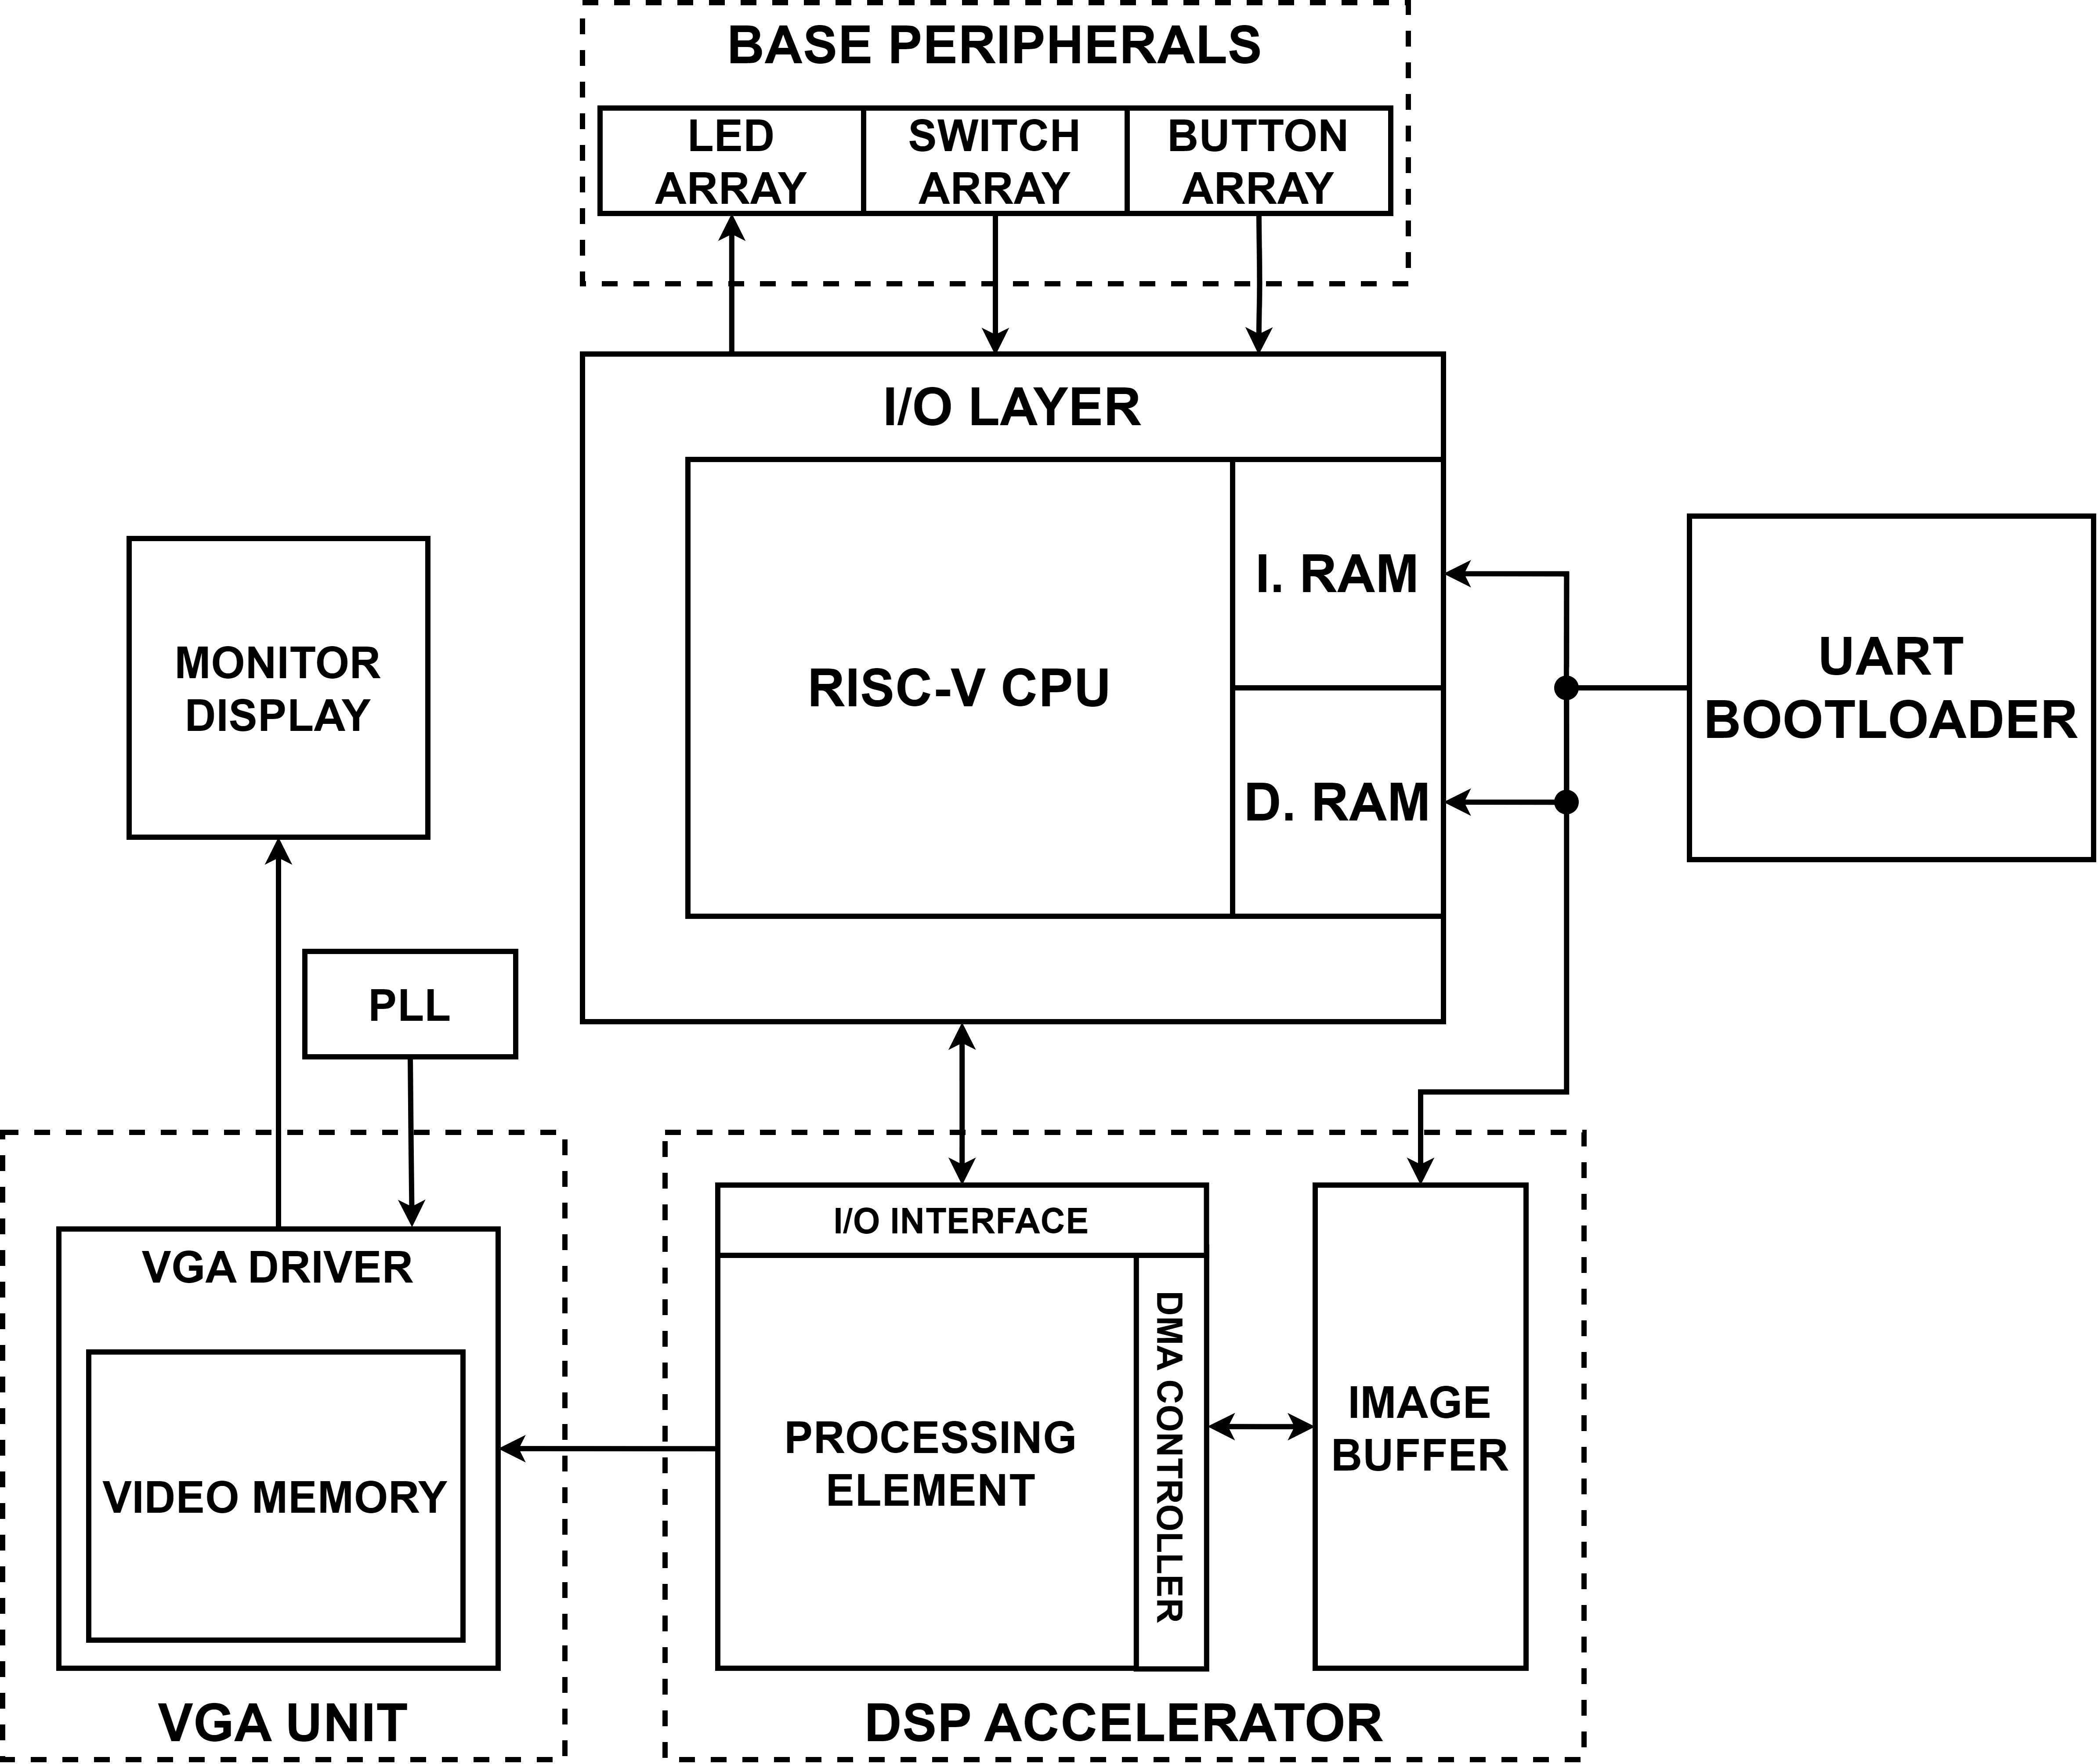 BASE PERIPHERALS
LED
ARRAY
SWITCH
ARRAY
BUTTON
ARRAY
I/O LAYER
RISC-V CPU
I. RAM
D. RAM
UART
BOOTLOADER
MONITOR
DISPLAY
PLL
VGA DRIVER
VIDEO MEMORY
VGA UNIT
I/O INTERFACE
PROCESSING
ELEMENT
DMA CONTROLLER
IMAGE
BUFFER
DSP ACCELERATOR